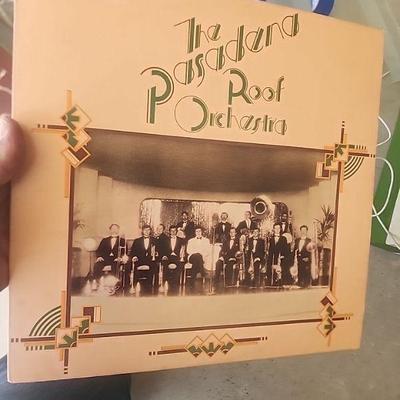 The
Pasadena
Roof
Orchestra